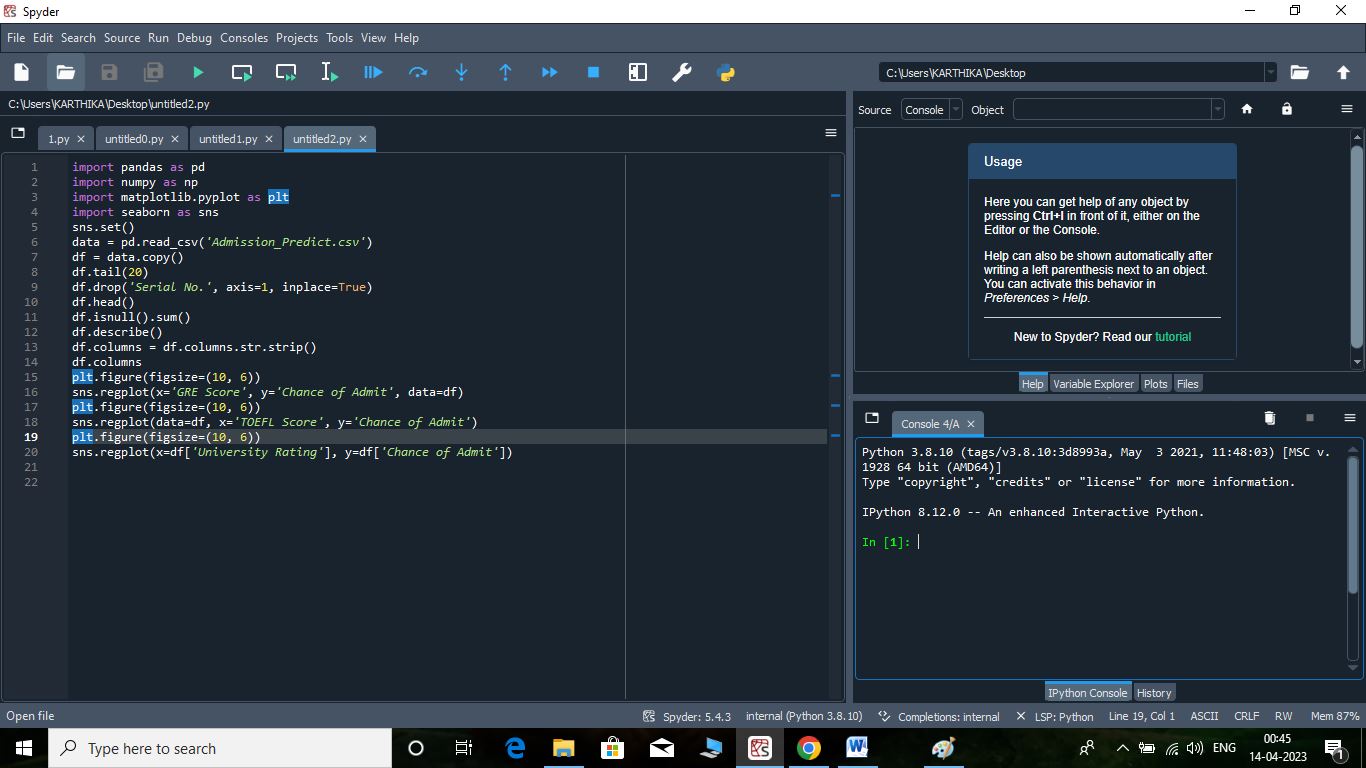 Spyder
File Edit Search Source Run Debug Consoles Projects Tools View Help
C:\Users\KARTHIKA\Desktop
C:\Users\KARTHIKA\Desktop\untitled2.py
1.py untitled0.py untitled1.py untitled2.py
1 import pandas as pd
2 import numpy as np
3 import matplotlib.pyplot as plt
4 import seaborn as sns
5 sns.set()
6 data = pd.read_csv('Admission_Predict.csv')
7 df = data.copy()
8 df.tail(20)
9 df.drop('Serial No.', axis=1, inplace=True)
10 df.head()
11 df.isnull().sum()
12 df.describe()
13 df.columns = df.columns.str.strip()
14 df.columns
15 plt.figure(figsize=(10, 6))
16 sns.regplot(x='GRE Score', y='Chance of Admit', data=df)
17 plt.figure(figsize=(10, 6))
18 sns.regplot(data=df, x='TOEFL Score', y='Chance of Admit')
19 plt.figure(figsize=(10, 6))
20 sns.regplot(x=df['University Rating'], y=df['Chance of Admit'])
21
22
Source Console Object
Usage
Here you can get help of any object by
pressing Ctrl+I in front of it, either on the
Editor or the Console.
Help can also be shown automatically after
writing a left parenthesis next to an object.
You can activate this behavior in
Preferences > Help.
New to Spyder? Read our tutorial
Help Variable Explorer Plots Files
Console 4/A
Python 3.8.10 (tags/v3.8.10:3d8993a, May  3 2021, 11:48:03) [MSC v.
1928 64 bit (AMD64)]
Type "copyright", "credits" or "license" for more information.
IPython 8.12.0 -- An enhanced Interactive Python.
In [1]:
IPython Console History
Open file Spyder: 5.4.3 internal (Python 3.8.10) Completions: internal LSP: Python Line 19, Col 1 ASCII CRLF RW Mem 87%
Type here to search
ENG
00:45
14-04-2023
1